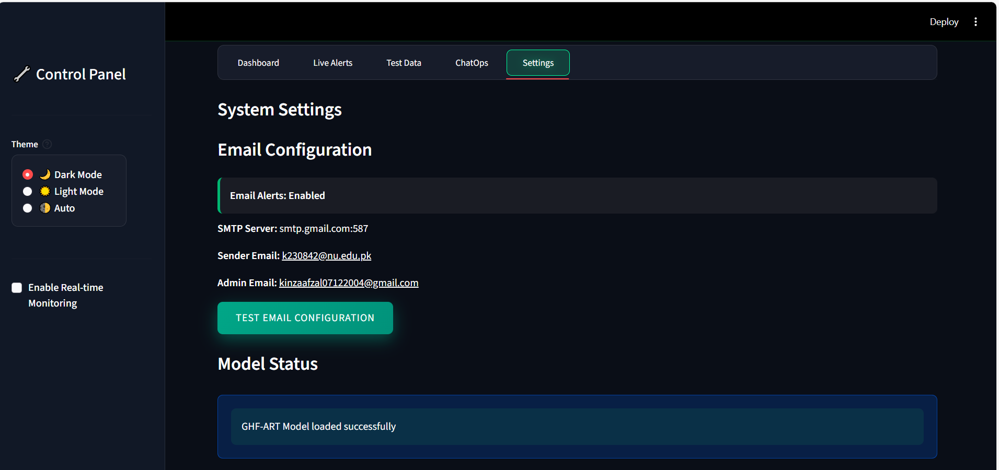 Deploy
Control Panel
Theme
Dark Mode
Light Mode
Auto
Enable Real-time
Monitoring
Dashboard Live Alerts Test Data ChatOps Settings
System Settings
Email Configuration
Email Alerts: Enabled
SMTP Server: smtp.gmail.com:587
Sender Email: k230842@nu.edu.pk
Admin Email: kinzaafzal07122004@gmail.com
TEST EMAIL CONFIGURATION
Model Status
GHF-ART Model loaded successfully